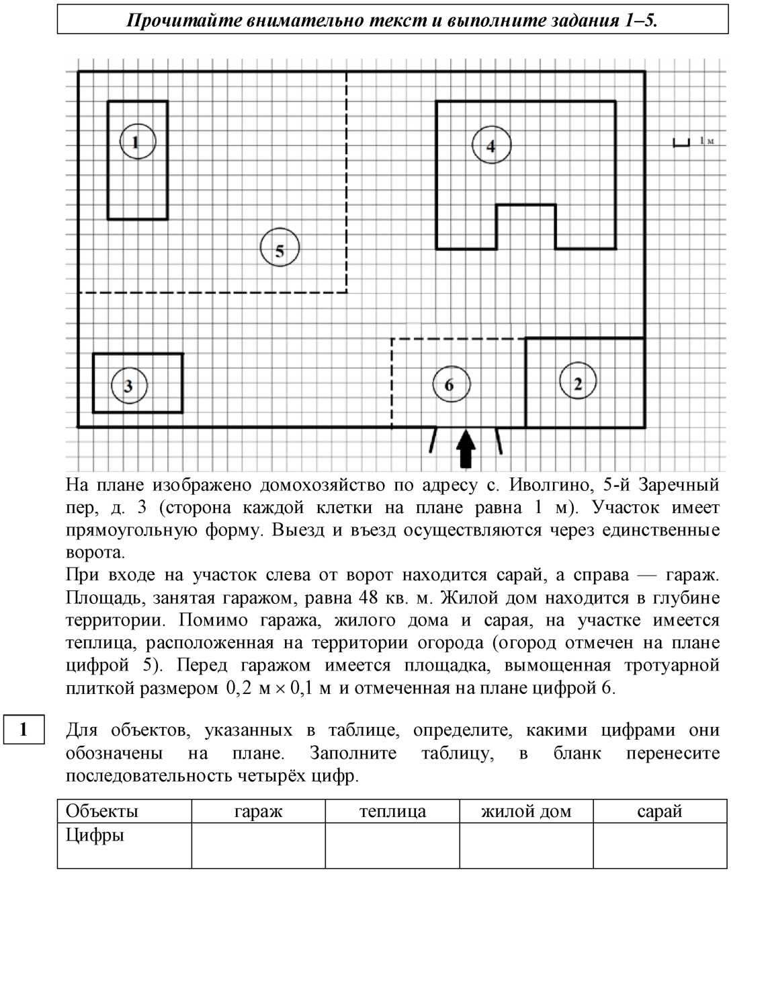 Прочитайте внимательно текст и выполните задания 1–5.
1
4
1 м
5
3
6
2
На плане изображено домохозяйство по адресу с. Иволгино, 5-й Заречный
пер, д. 3 (сторона каждой клетки на плане равна 1 м). Участок имеет
прямоугольную форму. Выезд и въезд осуществляются через единственные
ворота.
При входе на участок слева от ворот находится сарай, а справа — гараж.
Площадь, занятая гаражом, равна 48 кв. м. Жилой дом находится в глубине
территории. Помимо гаража, жилого дома и сарая, на участке имеется
теплица, расположенная на территории огорода (огород отмечен на плане
цифрой 5). Перед гаражом имеется площадка, вымощенная тротуарной
плиткой размером 0,2 м × 0,1 м и отмеченная на плане цифрой 6.
1
Для объектов, указанных в таблице, определите, какими цифрами они
обозначены на плане. Заполните таблицу, в бланк перенесите
последовательность четырёх цифр.
Объекты гараж теплица жилой дом сарай
Цифры